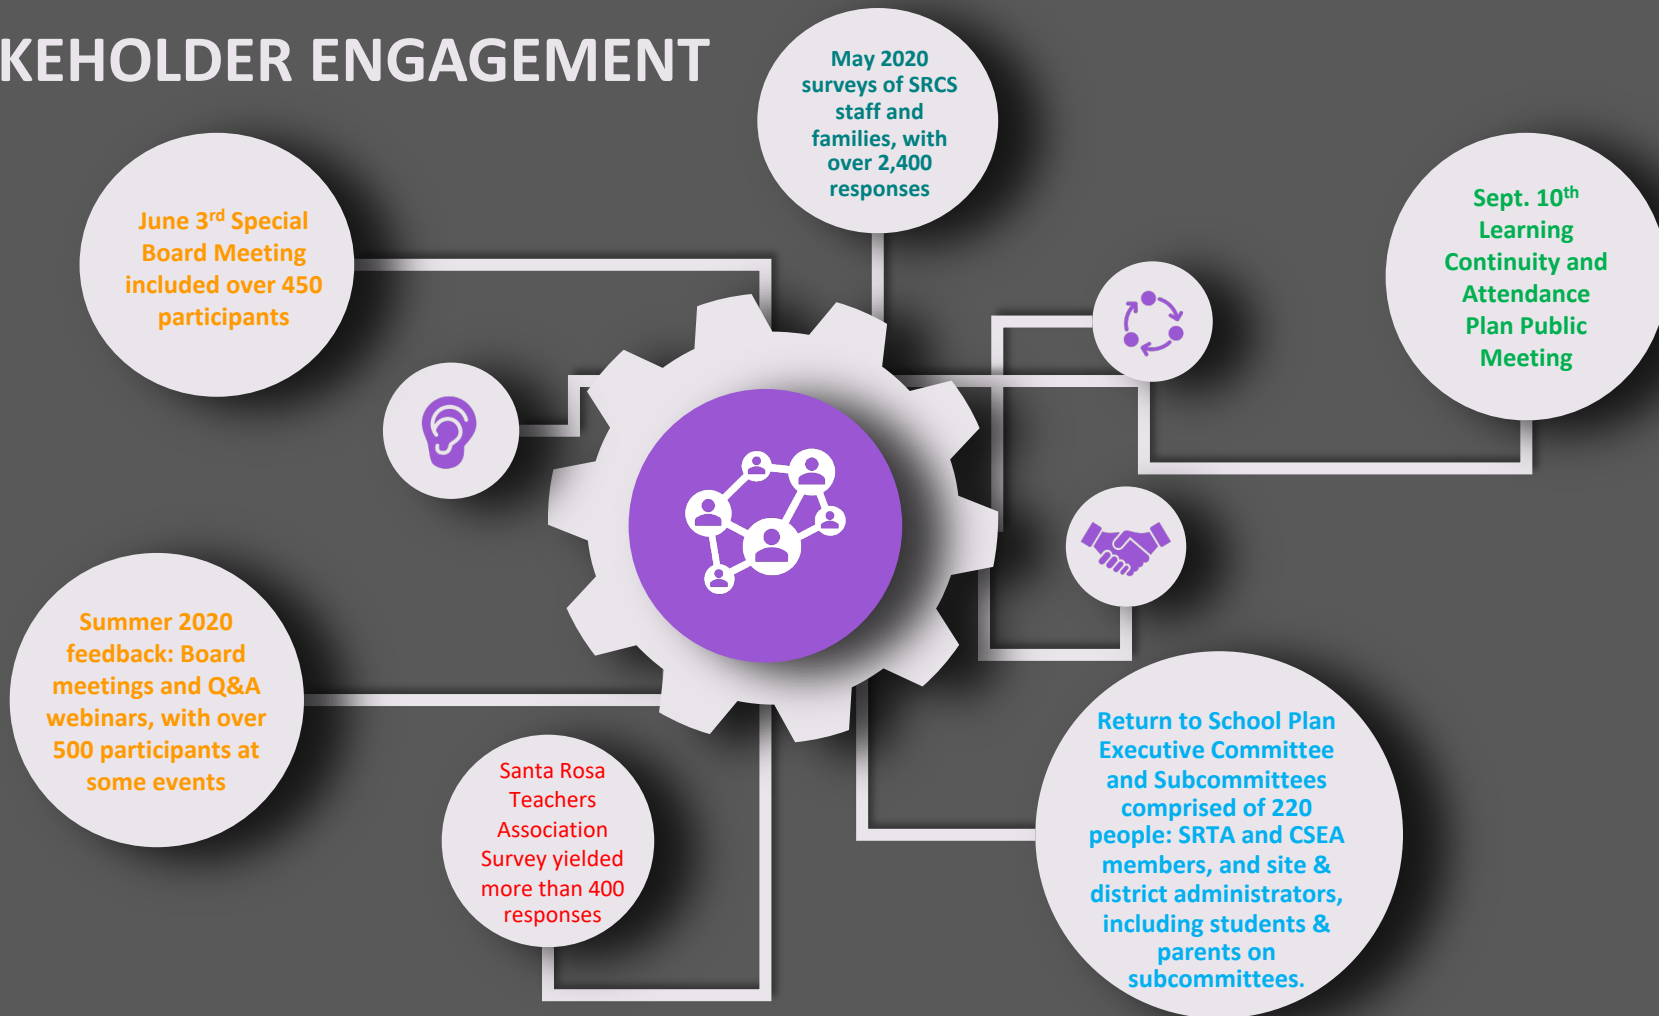 KEHOLDER ENGAGEMENT
May 2020
surveys of SRCS
staff and
families, with
over 2,400
responses
June 3rd Special
Board Meeting
included over 450
participants
Sept. 10th
Learning
Continuity and
Attendance
Plan Public
Meeting
Summer 2020
feedback: Board
meetings and Q&A
webinars, with over
500 participants at
some events
Santa Rosa
Teachers
Association
Survey yielded
more than 400
responses
Return to School Plan
Executive Committee
and Subcommittees
comprised of 220
people: SRTA and CSEA
members, and site &
district administrators,
including students &
parents on
subcommittees.